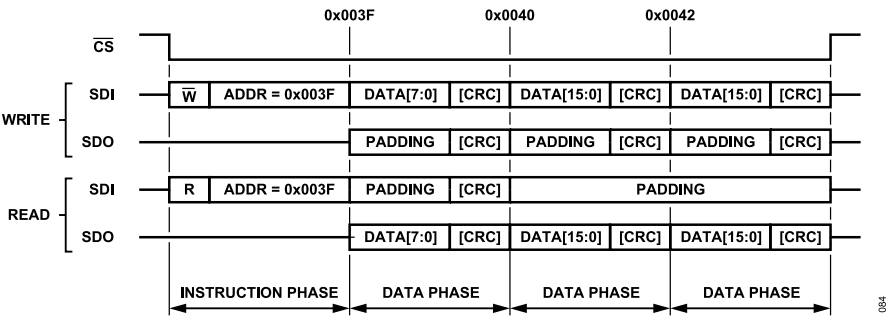 0x003F 0x0040 0x0042
CS
SDI W ADDR = 0x003F DATA[7:0] [CRC] DATA[15:0] [CRC] DATA[15:0] [CRC]
WRITE
SDO PADDING [CRC] PADDING [CRC] PADDING [CRC]
SDI R ADDR = 0x003F PADDING [CRC] PADDING
READ
SDO DATA[7:0] [CRC] DATA[15:0] [CRC] DATA[15:0] [CRC]
INSTRUCTION PHASE DATA PHASE DATA PHASE DATA PHASE
084